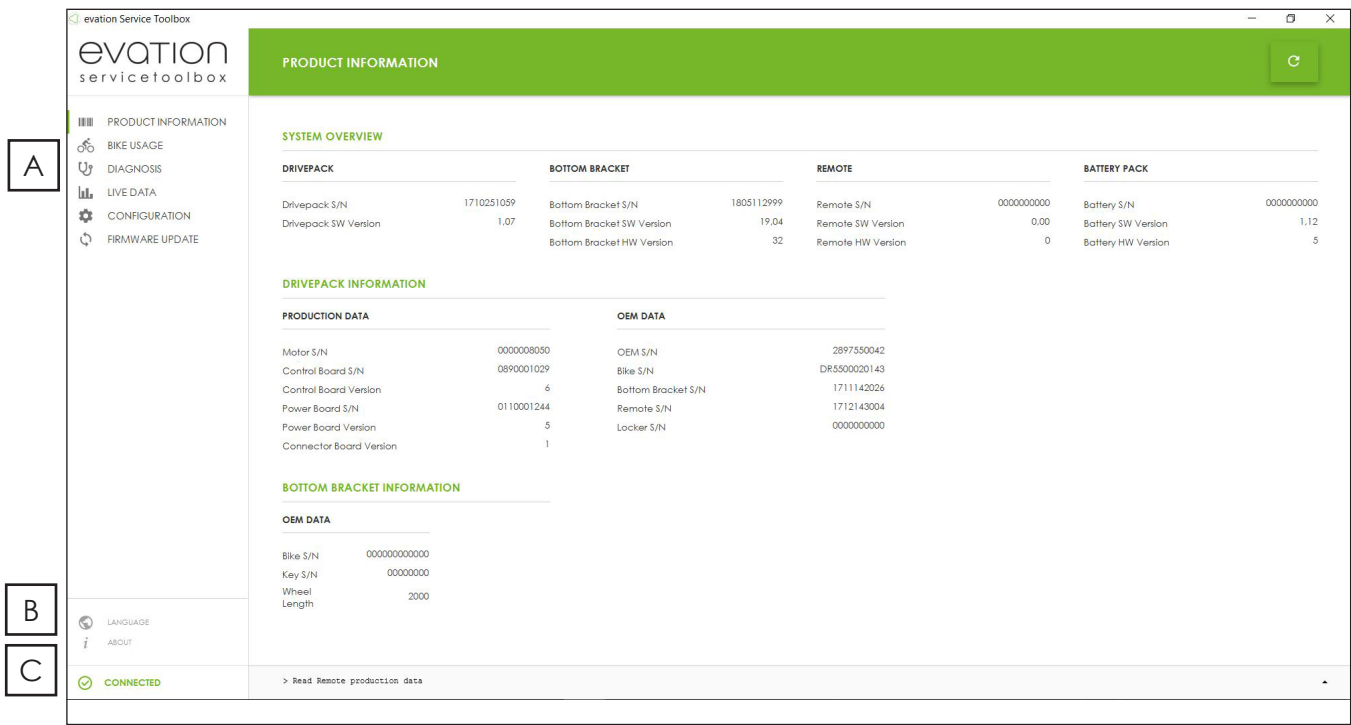 evation Service Toolbox
evation
servicetoolbox
PRODUCT INFORMATION
A
PRODUCT INFORMATION
BIKE USAGE
DIAGNOSIS
LIVE DATA
CONFIGURATION
FIRMWARE UPDATE
SYSTEM OVERVIEW
DRIVEPACK BOTTOM BRACKET REMOTE BATTERY PACK
Drivepack S/N 1710251059 Bottom Bracket S/N 1805112999 Remote S/N 0000000000 Battery S/N 0000000000
Drivepack SW Version 1,07 Bottom Bracket SW Version 19,04 Remote SW Version 0,00 Battery SW Version 1,12
Bottom Bracket HW Version 32 Remote HW Version 0 Battery HW Version 5
DRIVEPACK INFORMATION
PRODUCTION DATA OEM DATA
Motor S/N 0000008050 OEM S/N 2897550042
Control Board S/N 0890001029 Bike S/N DR5500020143
Control Board Version 6 Bottom Bracket S/N 1711142026
Power Board S/N 0110001244 Remote S/N 1712143004
Power Board Version 5 Locker S/N 0000000000
Connector Board Version 1
BOTTOM BRACKET INFORMATION
OEM DATA
Bike S/N 000000000000
Key S/N 00000000
Wheel
Length 2000
B
LANGUAGE
i ABOUT
C
CONNECTED
> Read Remote production data